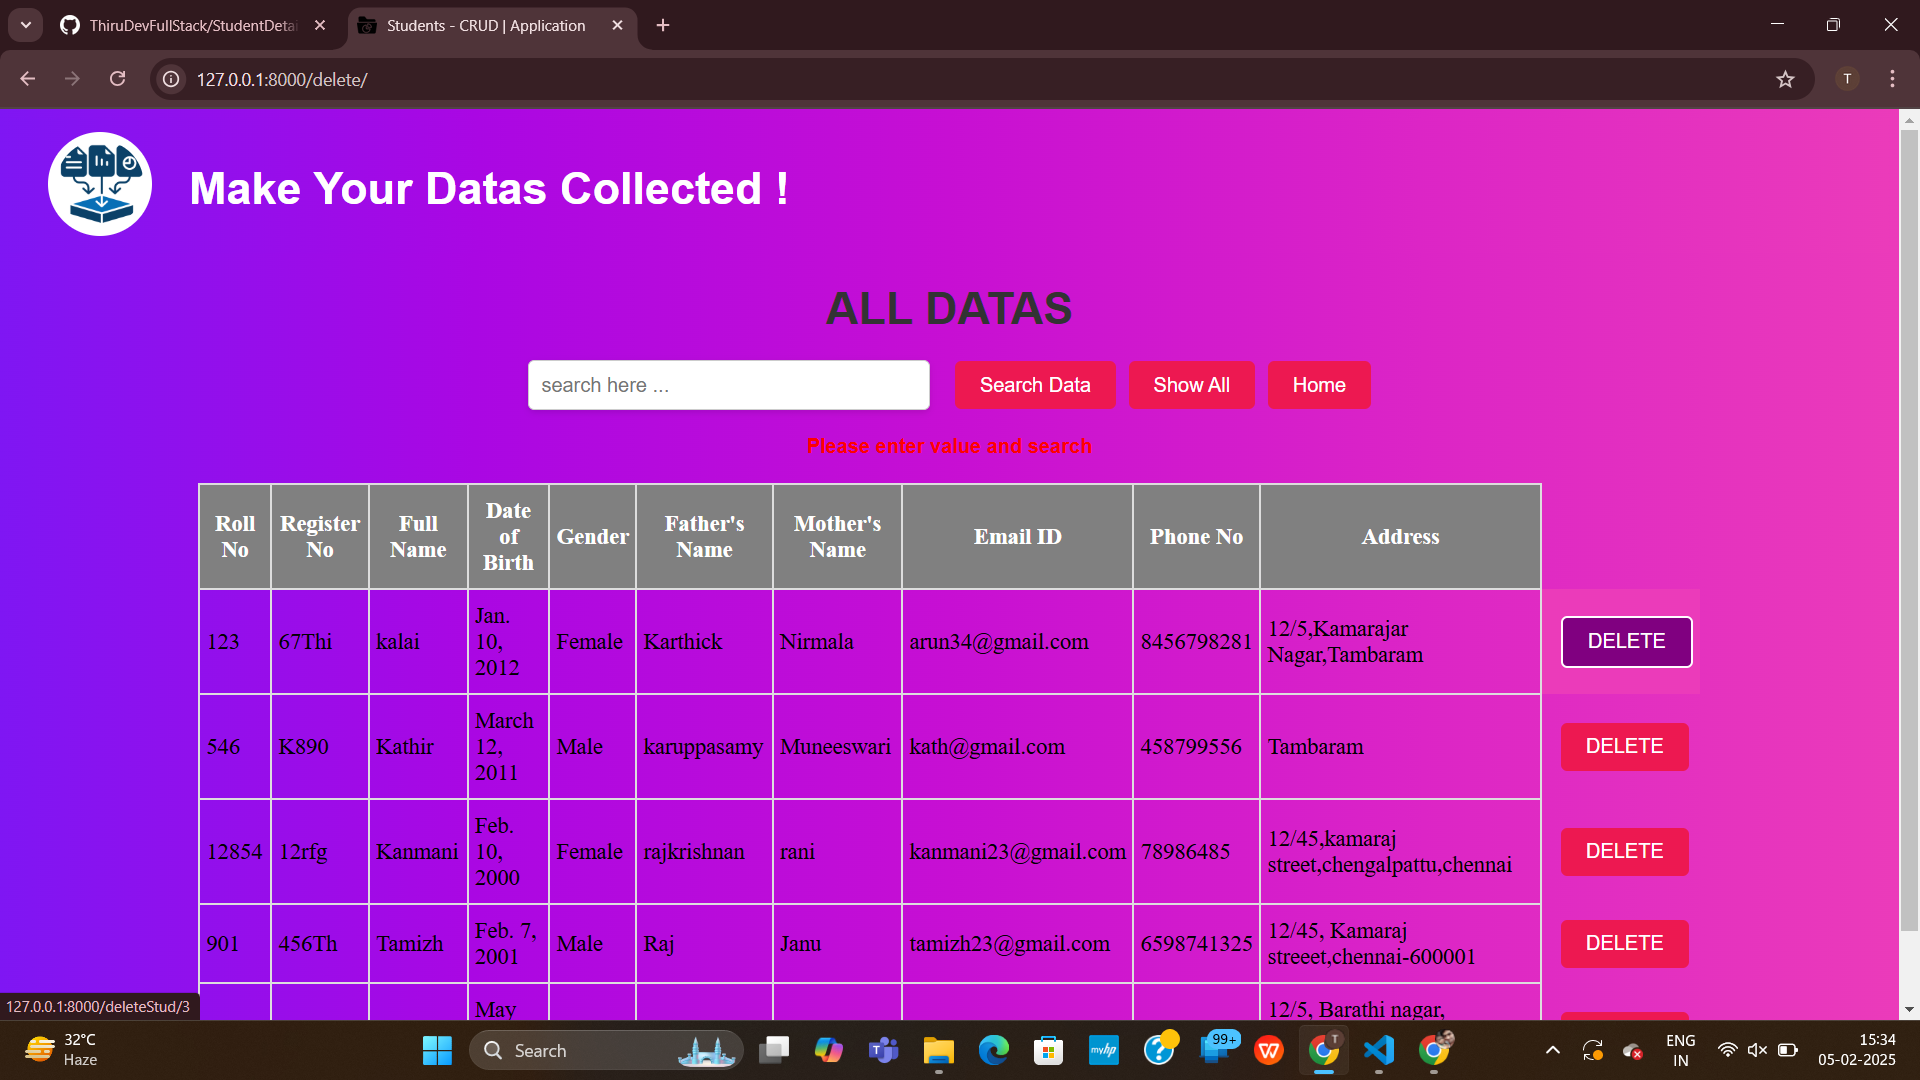 ThiruDevFullStack/StudentDetai
Students - CRUD | Application
127.0.0.1:8000/delete/
T
Make Your Datas Collected !
ALL DATAS
search here ...
Search Data
Show All
Home
Please enter value and search
Roll No
Register No
Full Name
Date of Birth
Gender
Father's Name
Mother's Name
Email ID
Phone No
Address
123
67Thi
kalai
Jan. 10, 2012
Female
Karthick
Nirmala
arun34@gmail.com
8456798281
12/5,Kamarajar
Nagar,Tambaram
DELETE
546
K890
Kathir
March 12, 2011
Male
karuppasamy
Muneeswari
kath@gmail.com
458799556
Tambaram
DELETE
12854
12rfg
Kanmani
Feb. 10, 2000
Female
rajkrishnan
rani
kanmani23@gmail.com
78986485
12/45,kamaraj
street,chengalpattu,chennai
DELETE
901
456Th
Tamizh
Feb. 7, 2001
Male
Raj
Janu
tamizh23@gmail.com
6598741325
12/45, Kamaraj
streeet,chennai-600001
DELETE
May
12/5, Barathi nagar,
127.0.0.1:8000/deleteStud/3
32°C
Haze
Search
myhp
99+
T
ENG
IN
15:34
05-02-2025